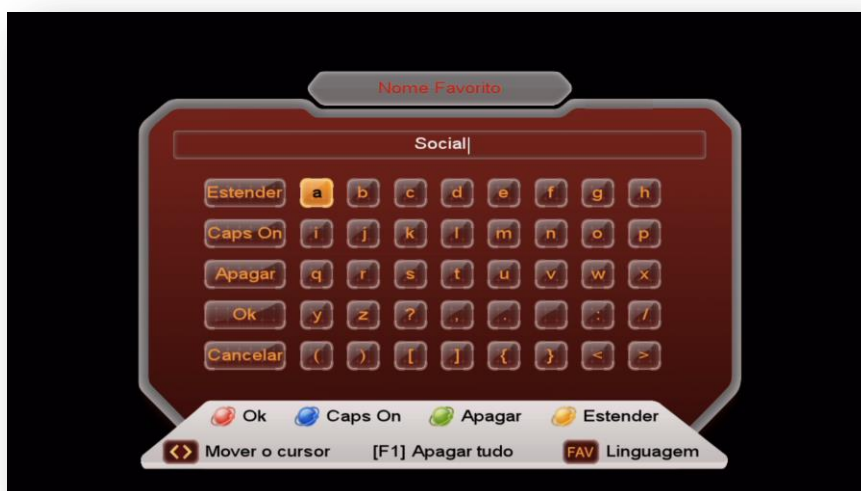 Nome Favorito
Social
Estender a b c d e f g h
Caps On i j k l m n o p
Apagar q r s t u v w x
Ok y z ? , . : /
Cancelar ( ) [ ] { } < >
Ok Caps On Apagar Estender
<> Mover o cursor [F1] Apagar tudo FAV Linguagem